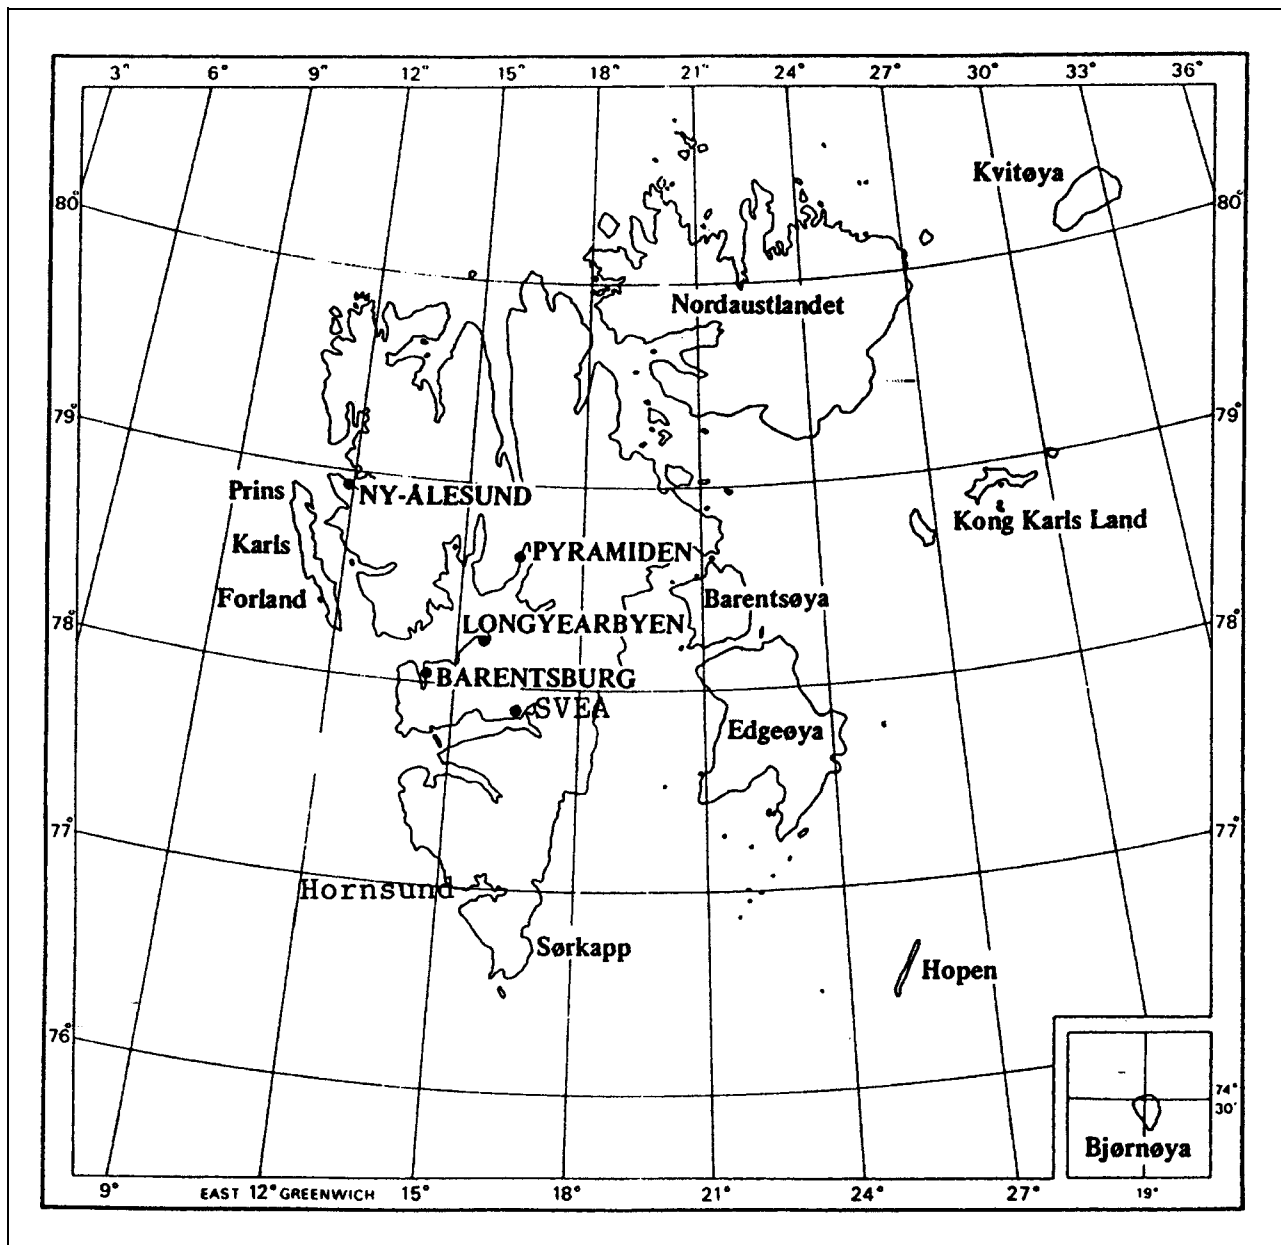 3° 6° 9° 12° 15° 18° 21° 24° 27° 30° 33° 36°
Kvitøya
80° 80°
Nordaustlandet
79° 79°
Prins NY-ÅLESUND
Kong Karls Land
Karls PYRAMIDEN
Forland Barentsøya
78° LONGYEARBYEN 78°
BARENTSBURG
SVEA
Edgeøya
77° 77°
Hornsund
Sørkapp
Hopen
76°
74°
30'
Bjørnøya
9° EAST 12° GREENWICH 15° 18° 21° 24° 27° 19°